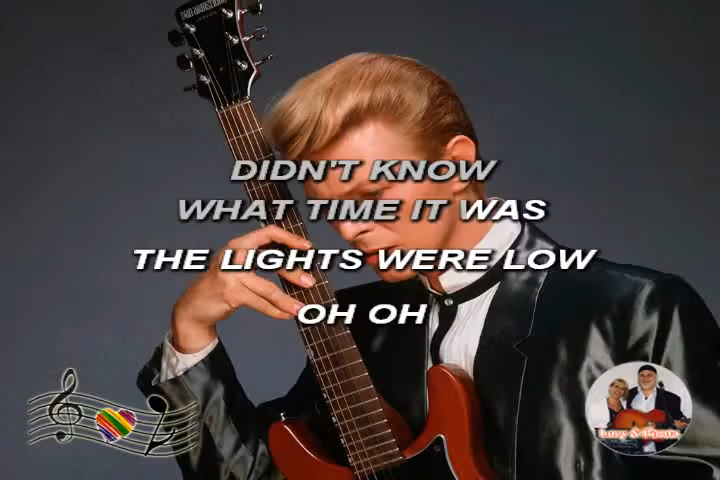 DIDN'T KNOW
WHAT TIME IT WAS
THE LIGHTS WERE LOW
OH OH